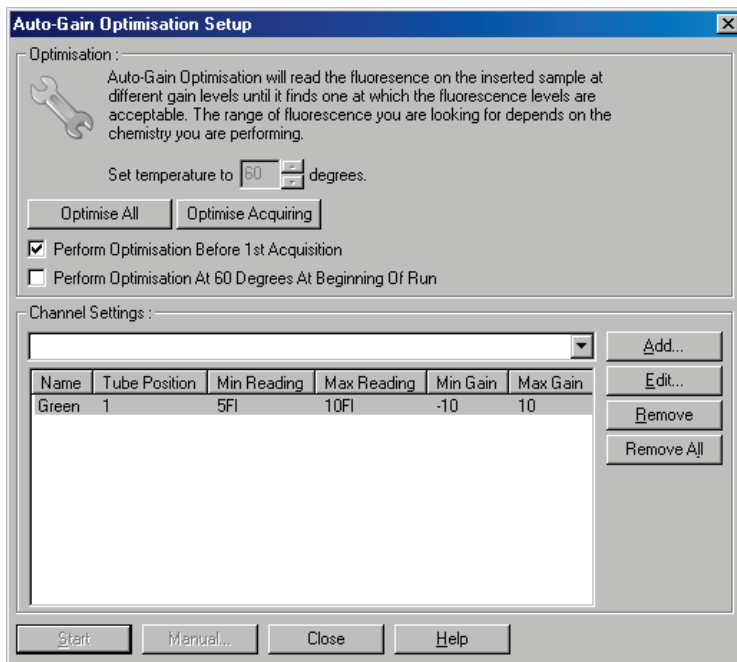 Auto-Gain Optimisation Setup
Optimisation :
Auto-Gain Optimisation will read the fluoresence on the inserted sample at
different gain levels until it finds one at which the fluorescence levels are
acceptable. The range of fluorescence you are looking for depends on the
chemistry you are performing.
Set temperature to 60 degrees.
Optimise All Optimise Acquiring
Perform Optimisation Before 1st Acquisition
Perform Optimisation At 60 Degrees At Beginning Of Run
Channel Settings :
Add...
Edit...
Remove
Remove All
Name Tube Position Min Reading Max Reading Min Gain Max Gain
Green 1 5Fl 10Fl -10 10
Start Manual... Close Help